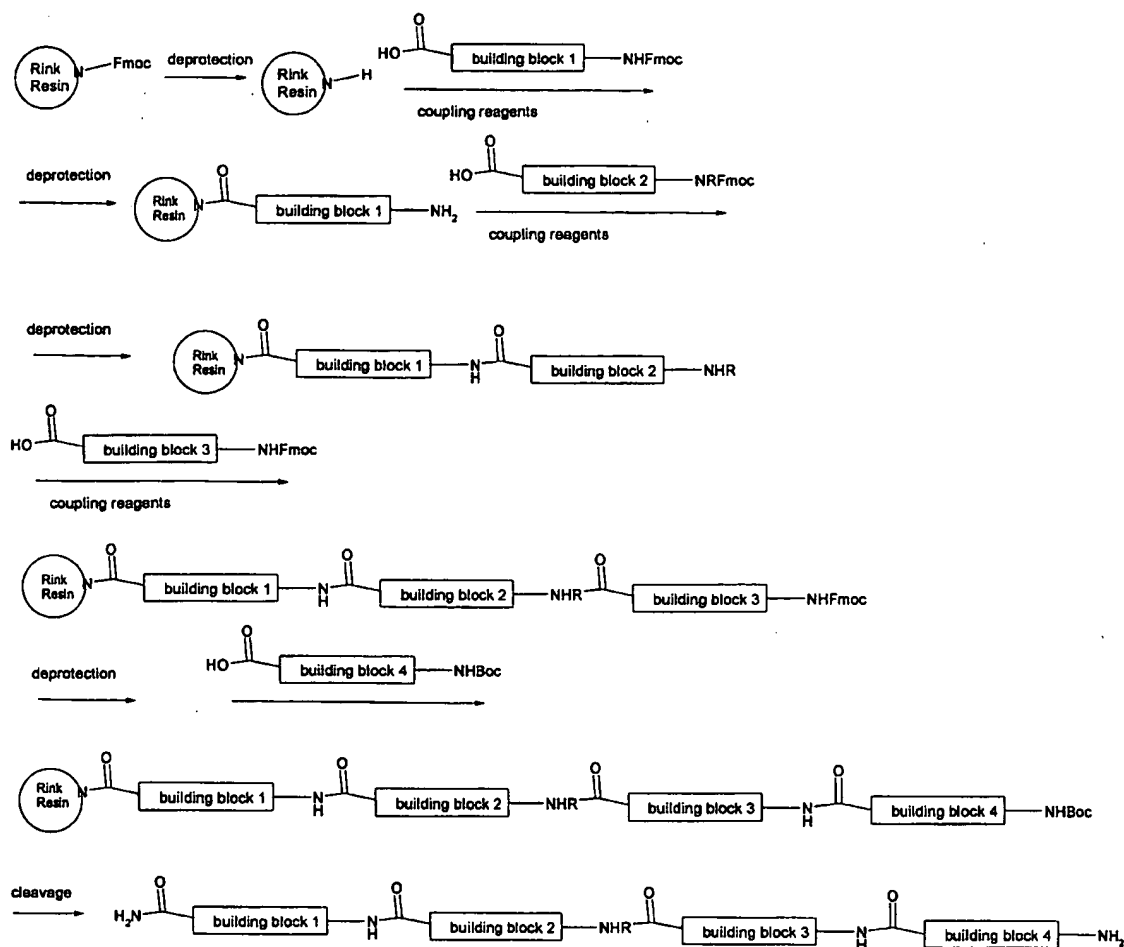 Rink Resin N Fmoc deprotection Rink Resin N H HO O building block 1 NHFmoc
coupling reagents
deprotection Rink Resin N O building block 1 NH2 HO O building block 2 NRFmoc
coupling reagents
deprotection Rink Resin N O building block 1 N H O building block 2 NHR
HO O building block 3 NHFmoc
coupling reagents
Rink Resin N O building block 1 N H O building block 2 NHR O building block 3 NHFmoc
deprotection HO O building block 4 NHBoc
Rink Resin N O building block 1 N H O building block 2 NHR O building block 3 N H O building block 4 NHBoc
cleavage H2N O building block 1 N H O building block 2 NHR O building block 3 N H O building block 4 NH2